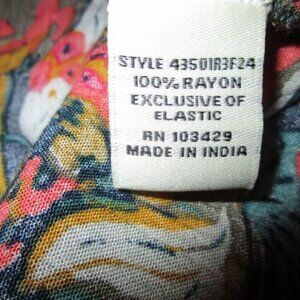 STYLE 43501R3F24
100% RAYON
EXCLUSIVE OF
ELASTIC
RN 103429
MADE IN INDIA